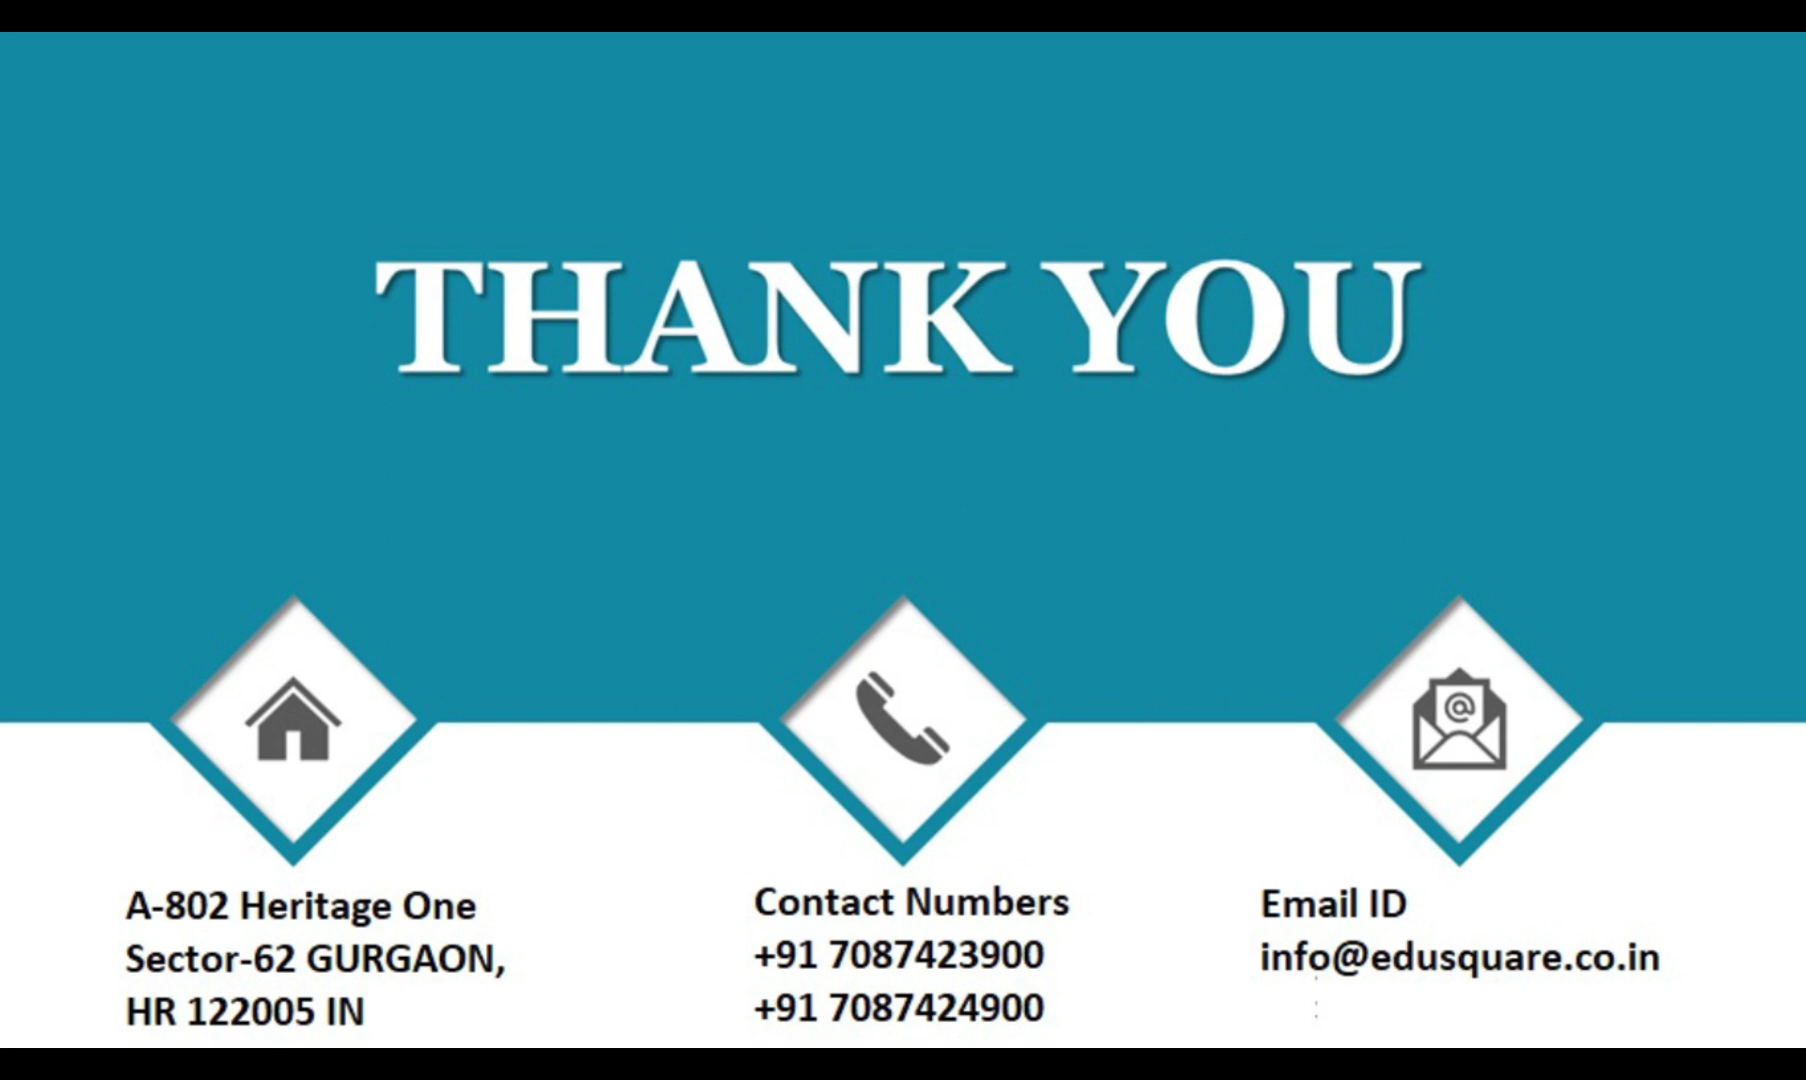 THANK YOU
A-802 Heritage One
Sector-62 GURGAON,
HR 122005 IN
Contact Numbers
+91 7087423900
+91 7087424900
Email ID
info@edusquare.co.in